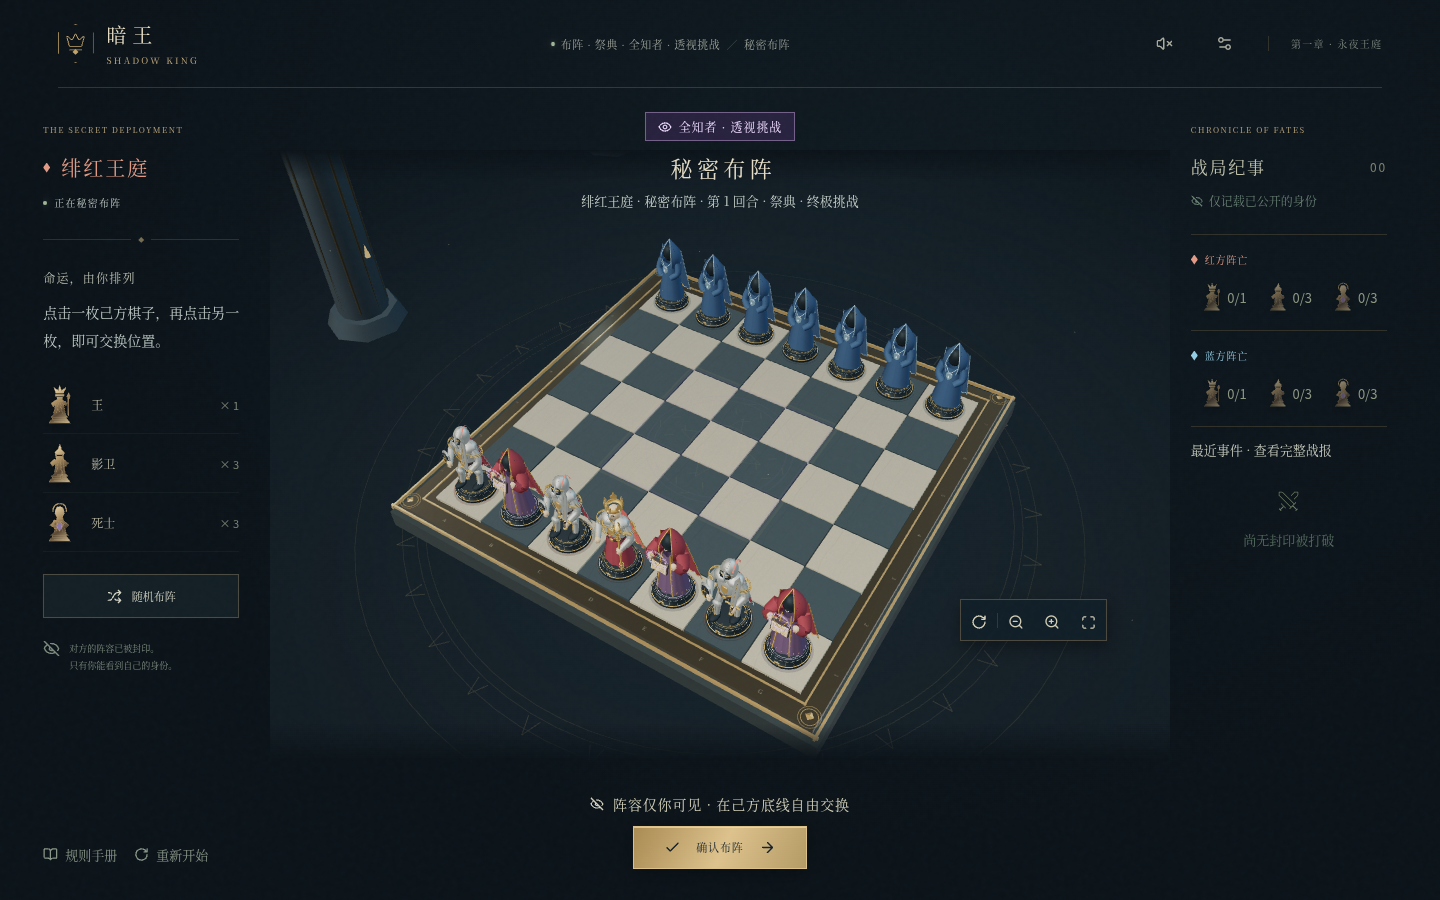 暗王
SHADOW KING
布阵 · 祭典 · 全知者 · 透视挑战 ／ 秘密布阵
第一章 · 永夜王庭
THE SECRET DEPLOYMENT
绯红王庭
正在秘密布阵
命运，由你排列
点击一枚己方棋子，再点击另一
枚，即可交换位置。
王 ×1
影卫 ×3
死士 ×3
随机布阵
对方的阵容已被封印。
只有你能看到自己的身份。
规则手册
重新开始
全知者 · 透视挑战
秘密布阵
绯红王庭 · 秘密布阵 · 第 1 回合 · 祭典 · 终极挑战
阵容仅你可见 · 在己方底线自由交换
确认布阵
CHRONICLE OF FATES
战局纪事 00
仅记载已公开的身份
红方阵亡
0/1 0/3 0/3
蓝方阵亡
0/1 0/3 0/3
最近事件 · 查看完整战报
尚无封印被打破